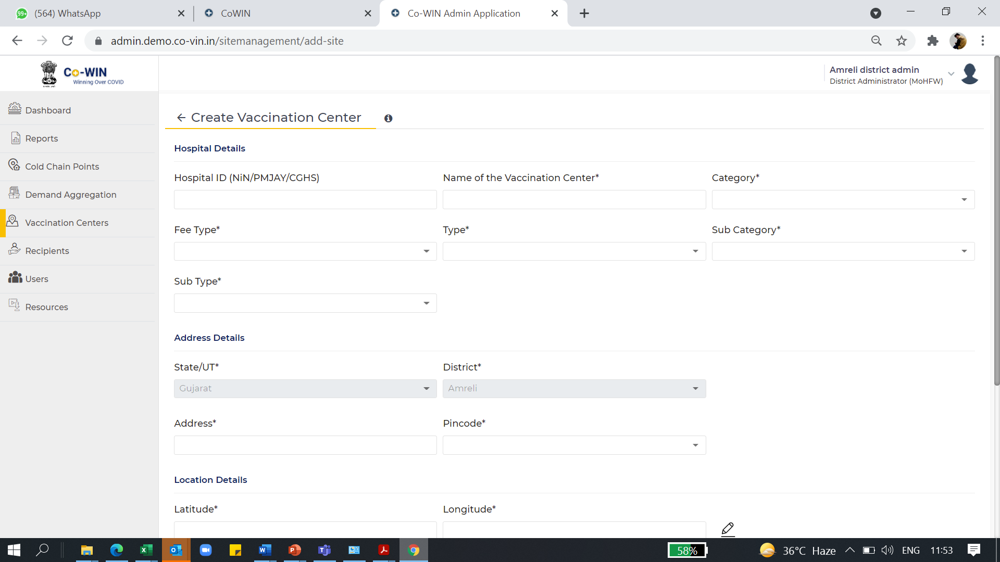 (564) WhatsApp
CoWIN
Co-WIN Admin Application
admin.demo.co-vin.in/sitemanagement/add-site
Co-WIN
Winning Over COVID
Amreli district admin
District Administrator (MoHFW)
Dashboard
Reports
Cold Chain Points
Demand Aggregation
Vaccination Centers
Recipients
Users
Resources
Create Vaccination Center
Hospital Details
Hospital ID (NiN/PMJAY/CGHS)
Name of the Vaccination Center*
Category*
Fee Type*
Type*
Sub Category*
Sub Type*
Address Details
State/UT*
District*
Gujarat
Amreli
Address*
Pincode*
Location Details
Latitude*
Longitude*
58%
36°C Haze
ENG
11:53